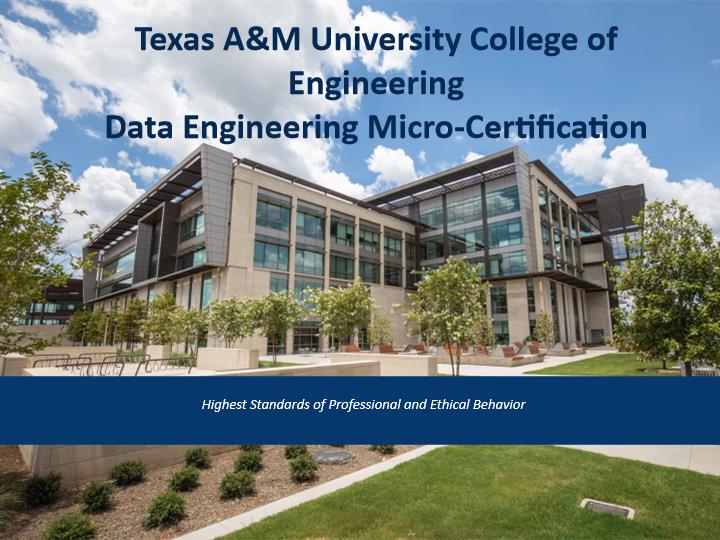 Texas A&M University College of
Engineering
Data Engineering Micro-Certification
Highest Standards of Professional and Ethical Behavior